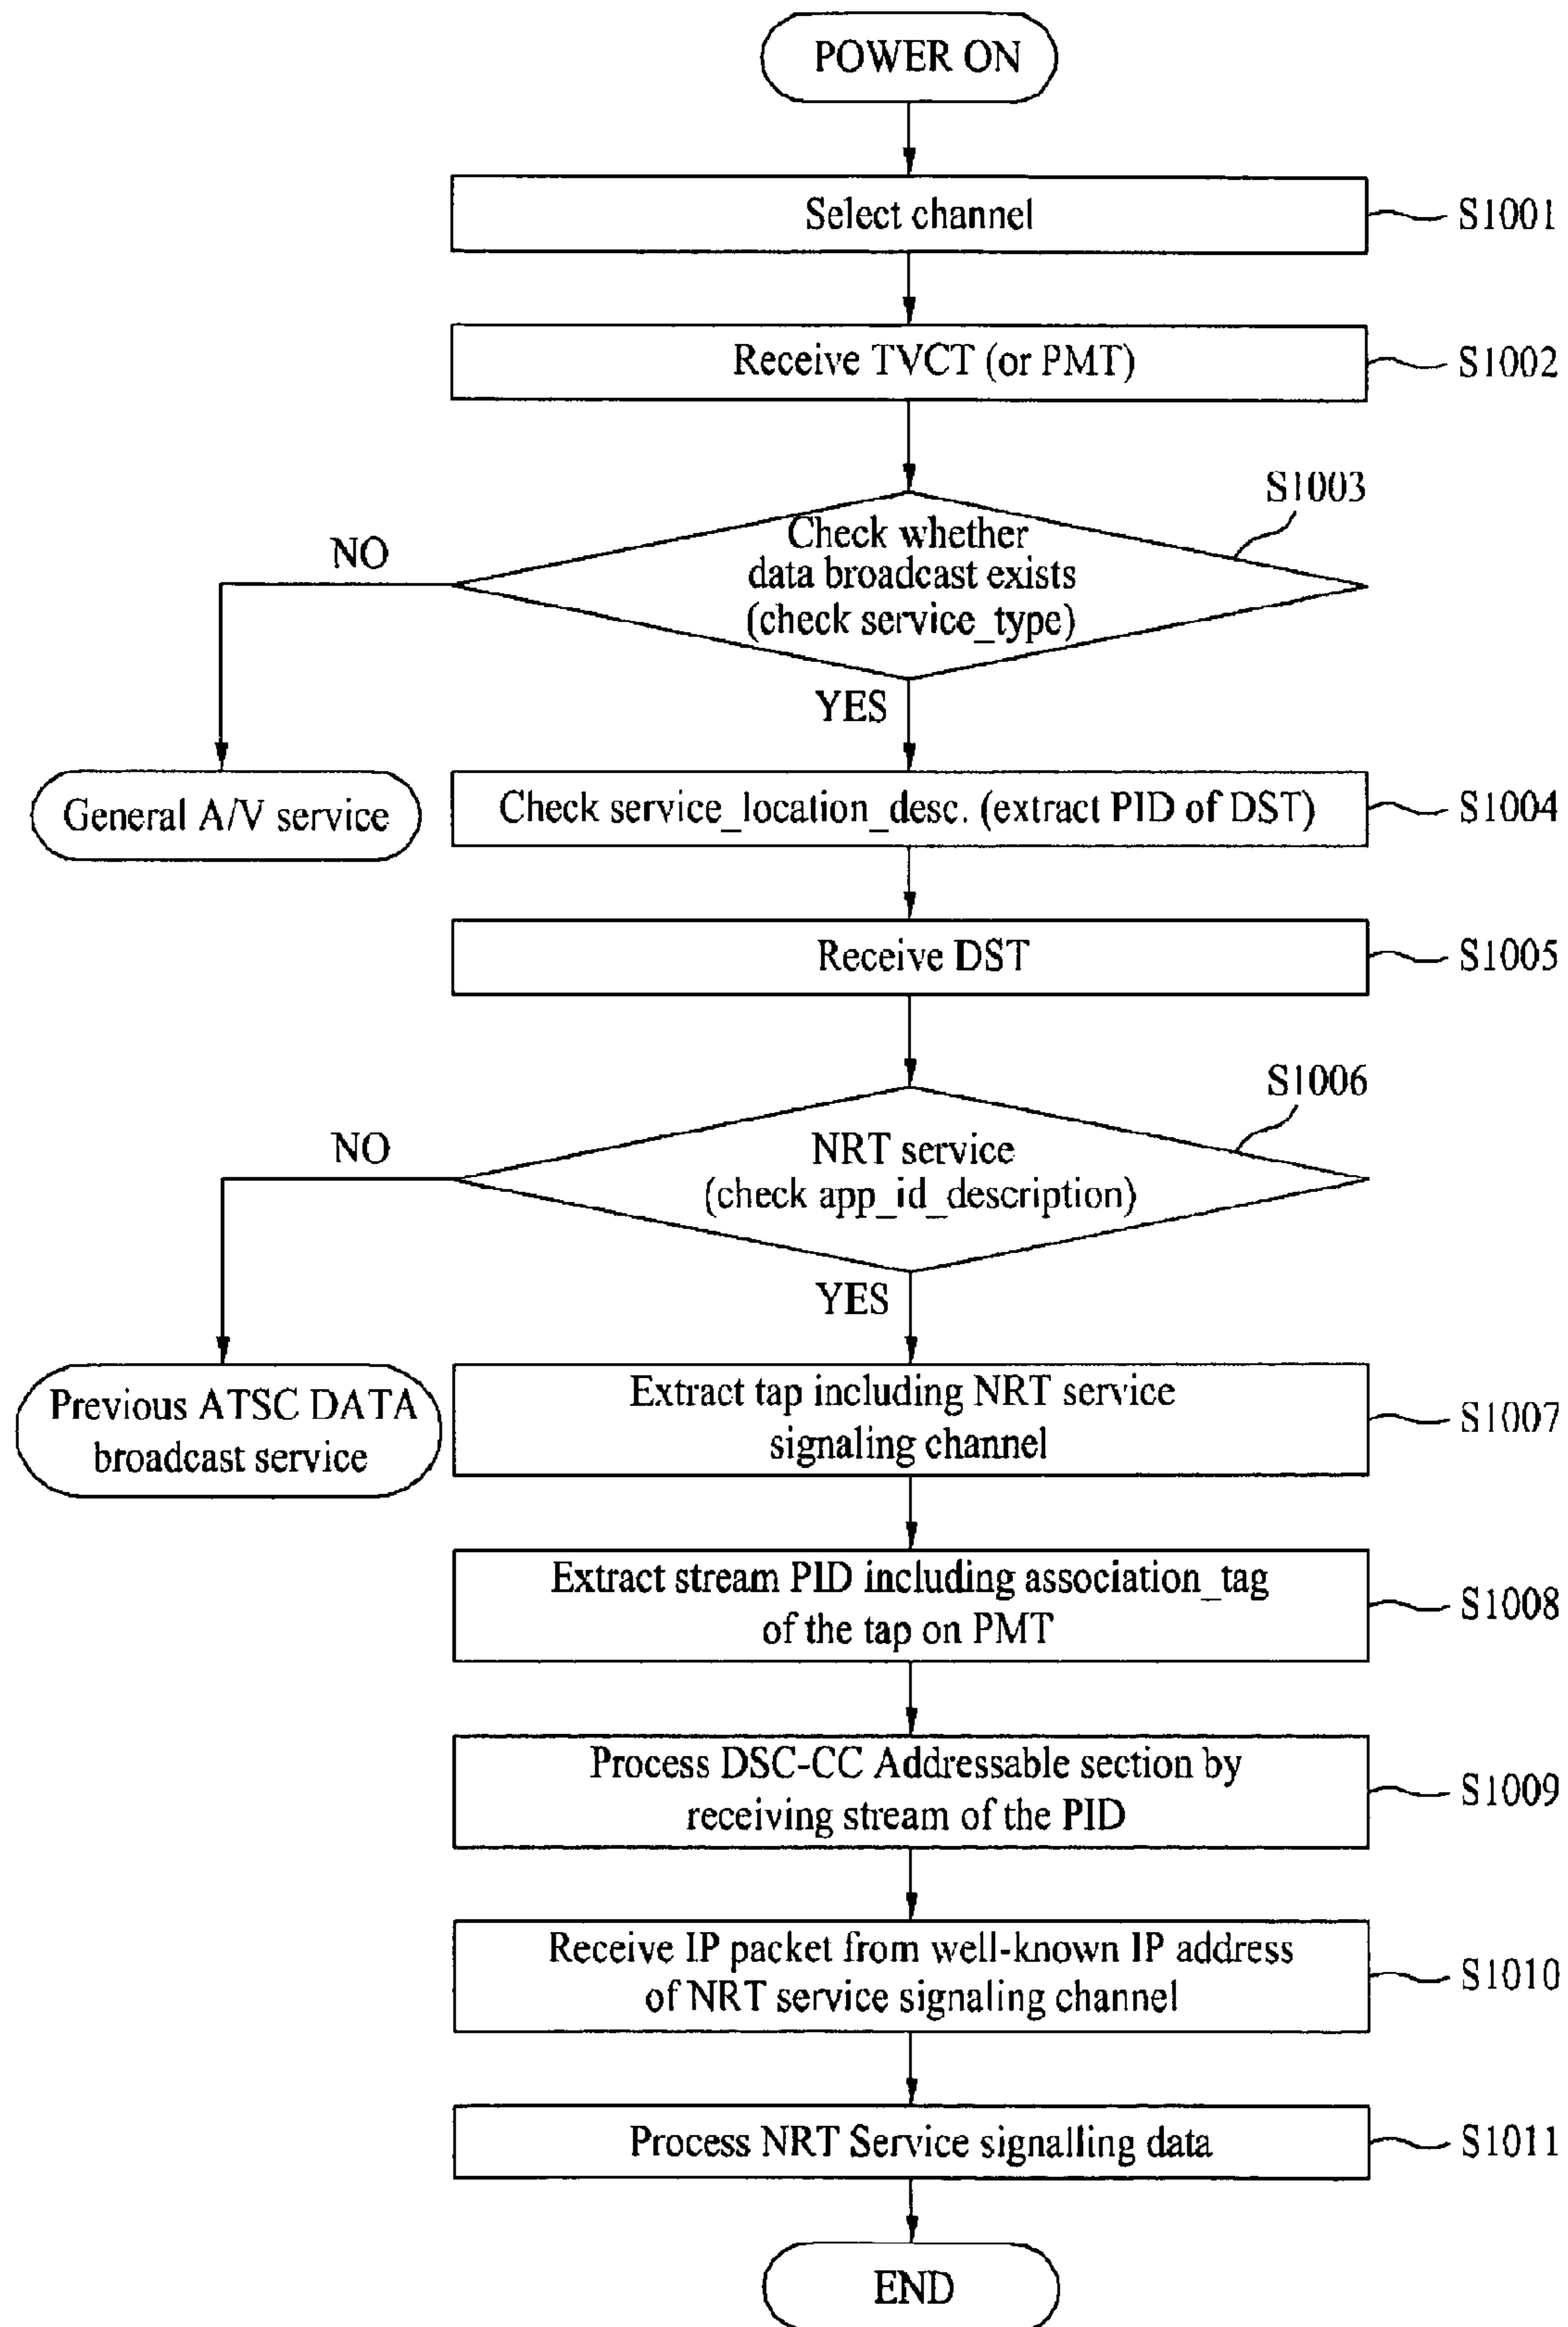 POWER ON
Select channel
S1001
Receive TVCT (or PMT)
S1002
S1003
Check whether
data broadcast exists
(check service_type)
NO
YES
General A/V service
Check service_location_desc. (extract PID of DST)
S1004
Receive DST
S1005
S1006
NRT service
(check app_id_description)
NO
YES
Previous ATSC DATA
broadcast service
Extract tap including NRT service
signaling channel
S1007
Extract stream PID including association_tag
of the tap on PMT
S1008
Process DSC-CC Addressable section by
receiving stream of the PID
S1009
Receive IP packet from well-known IP address
of NRT service signaling channel
S1010
Process NRT Service signalling data
S1011
END